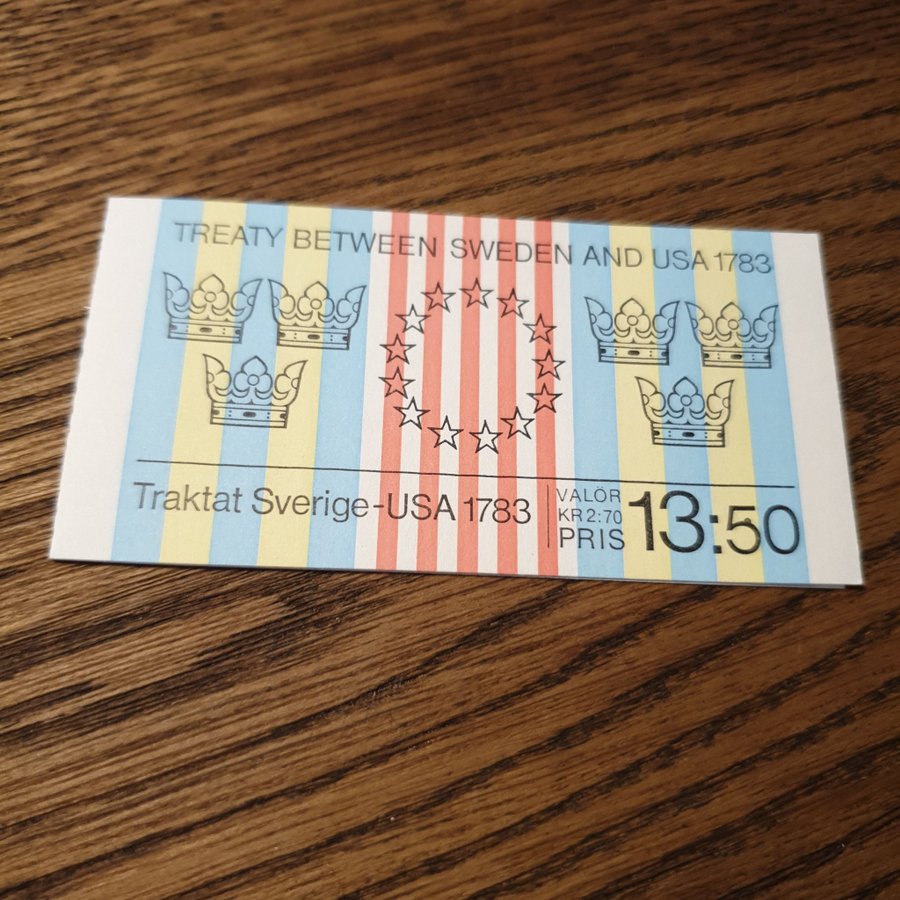 TREATY BETWEEN SWEDEN AND USA 1783
Traktat Sverige-USA 1783
VALÖR
KR 2:70
PRIS
13:50